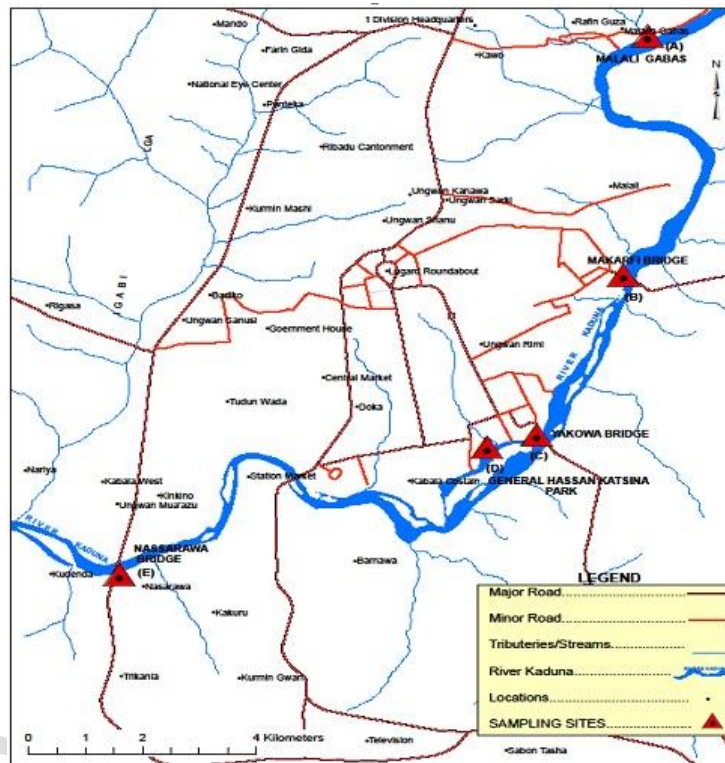 Mando
1 Division Headquarters
Rafin Guza
Malali Gabas
(A)
MALALI GABAS
Farin Gida
Kawo
N
National Eye Center
Panteka
LGA
Ribadu Cantonment
Ungwan Kanawa
Malali
Ungwan Sadi
Kurmin Mashi
Ungwan Shanu
MAKARFI BRIDGE
Lugard Roundabout
IGABI
Badiko
(B)
Rigasa
Ungwan Sanusi
Goernment House
RIVER KADUNA
Ungwan Rimi
Central Market
Tudun Wada
Doka
YAKOWA BRIDGE
(C)
(D)
Nariya
Kabala West
Station Market
Kabala Costain
GENERAL HASSAN KATSINA
PARK
Kinkino
Ungwan Muarazu
RIVER KADUNA
NASSARAWA
BRIDGE
(E)
Kudenda
Nasarawa
Barnawa
Kakuru
LEGEND
Major Road
Minor Road
Tributeries/Streams
River Kaduna
Locations
SAMPLING SITES
Trikania
Kurmin Gwari
0 1 2 4 Kilometers
Television
Sabon Tasha